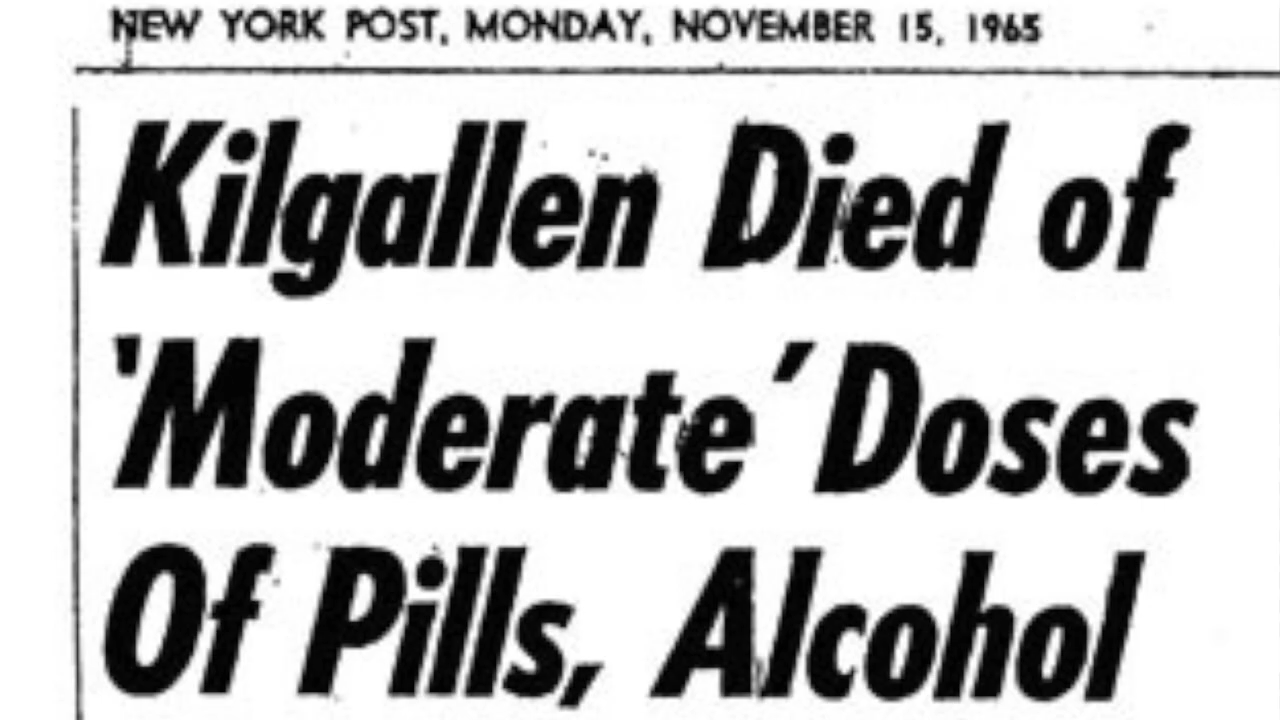 NEW YORK POST, MONDAY, NOVEMBER 15, 1965
Kilgallen Died of
'Moderate' Doses
Of Pills, Alcohol